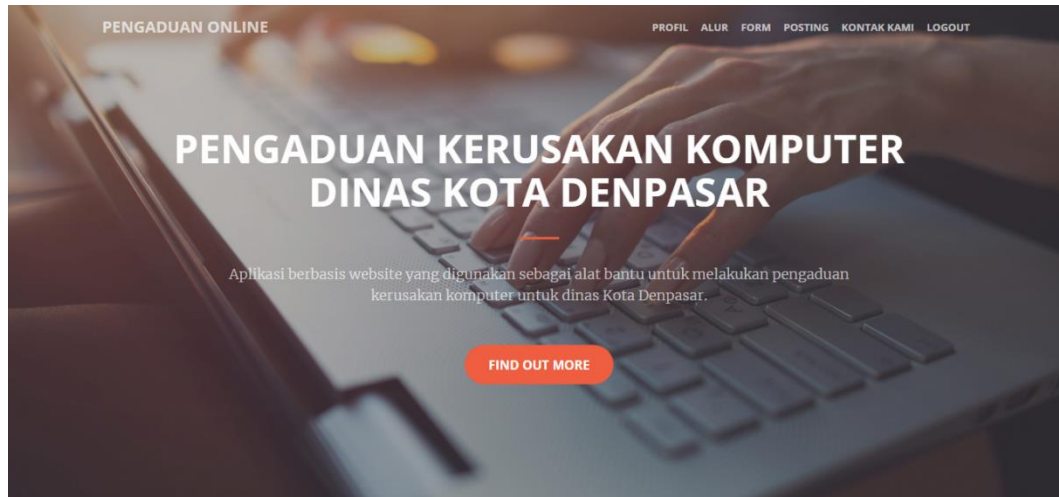 PENGADUAN ONLINE
PROFIL ALUR FORM POSTING KONTAK KAMI LOGOUT
PENGADUAN KERUSAKAN KOMPUTER
DINAS KOTA DENPASAR
Aplikasi berbasis website yang digunakan sebagai alat bantu untuk melakukan pengaduan
kerusakan komputer untuk dinas Kota Denpasar.
FIND OUT MORE